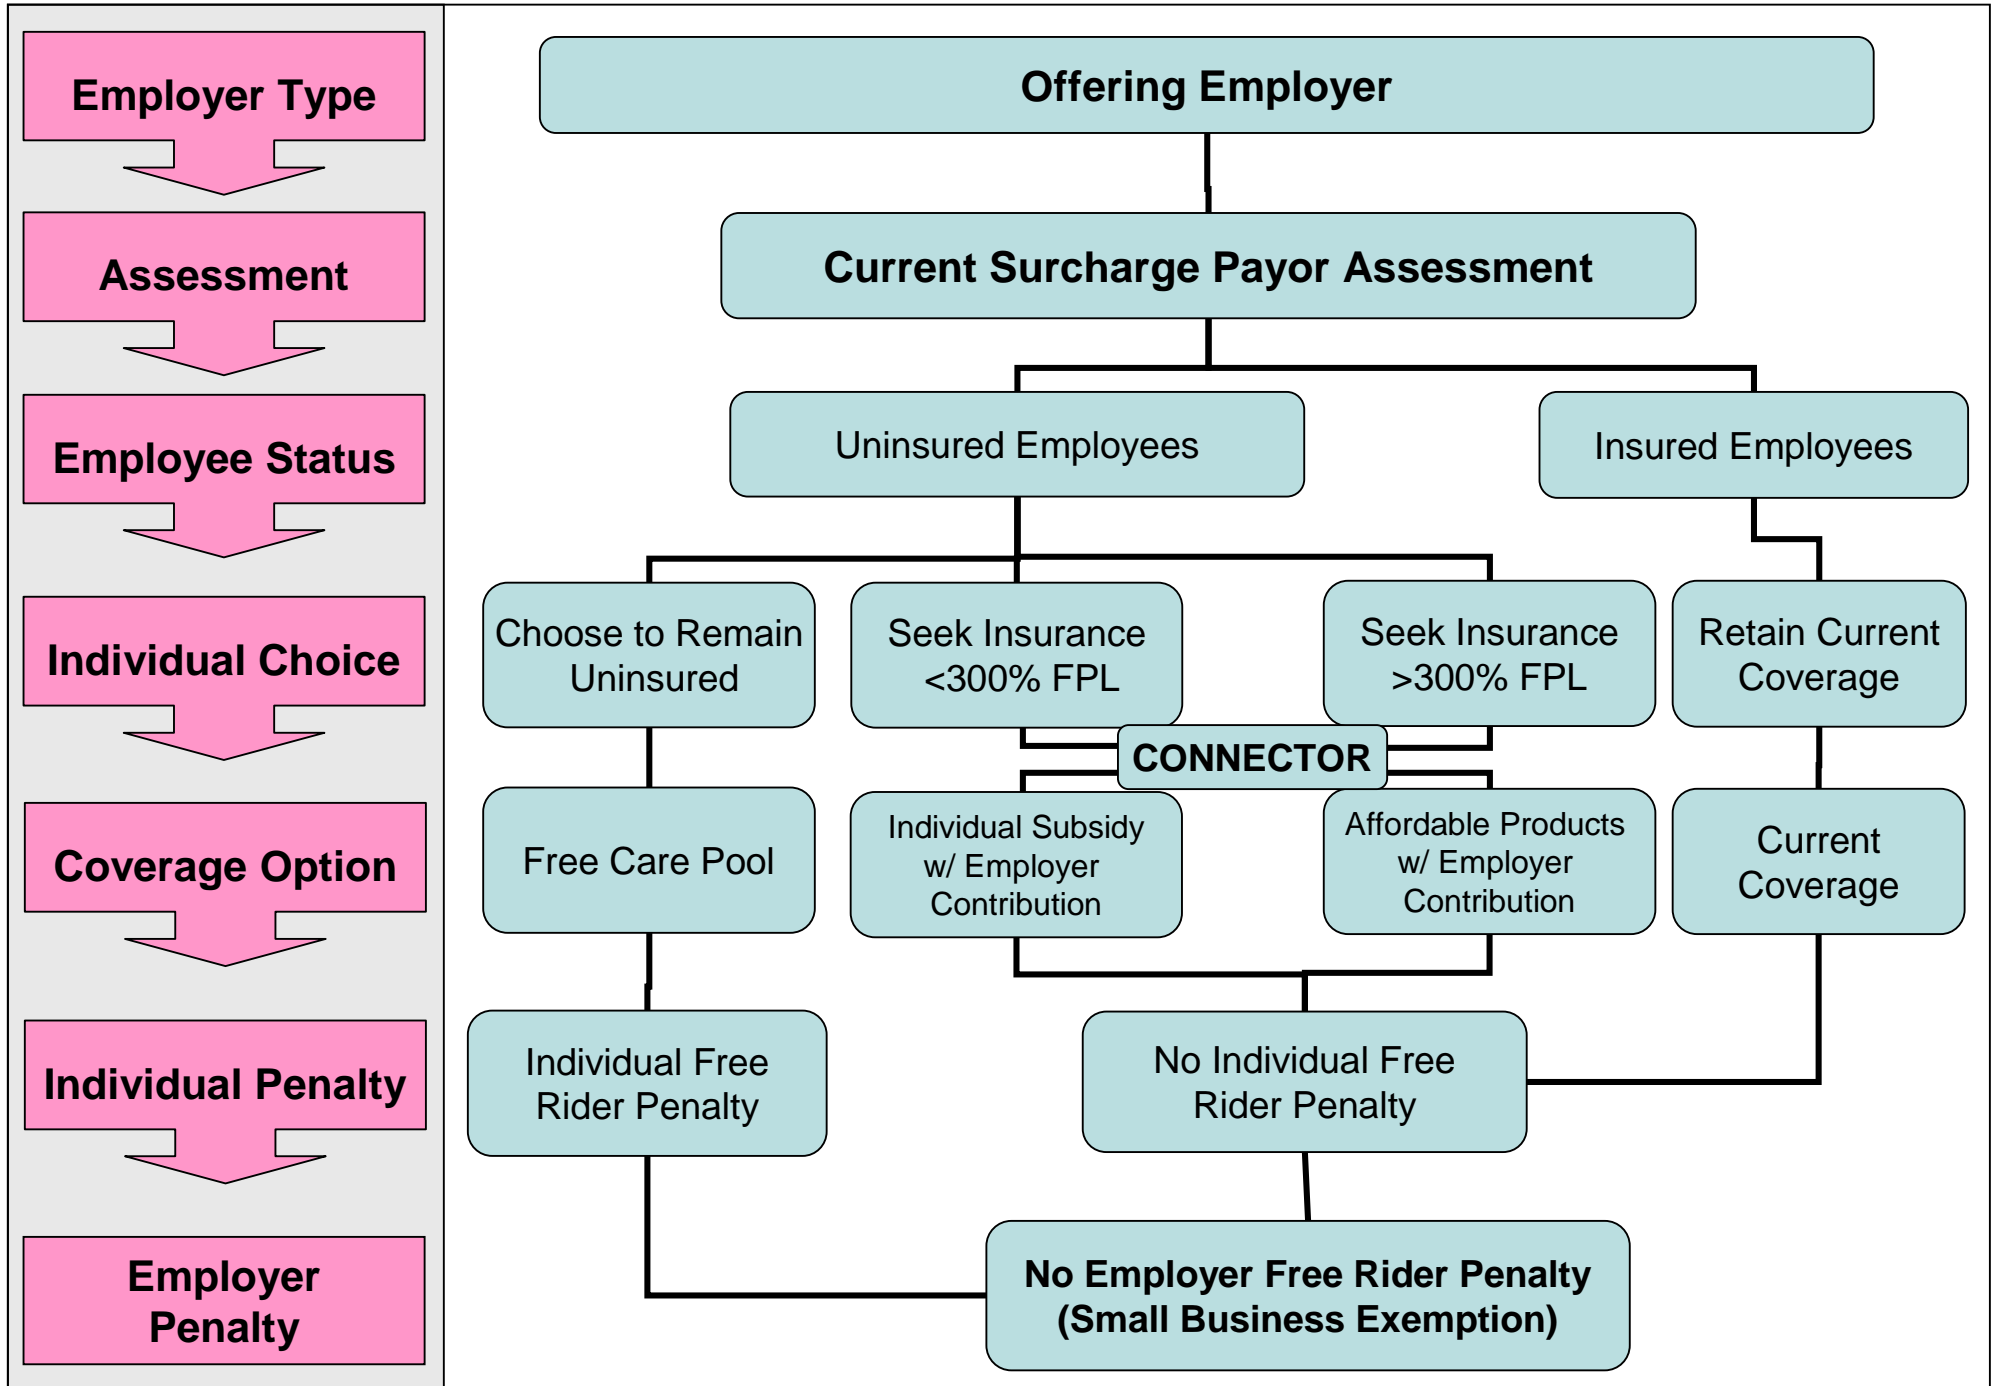 Employer Type
Offering Employer
Assessment
Current Surcharge Payor Assessment
Employee Status
Uninsured Employees
Insured Employees
Individual Choice
Choose to Remain
Uninsured
Seek Insurance
<300% FPL
Seek Insurance
>300% FPL
Retain Current
Coverage
CONNECTOR
Coverage Option
Free Care Pool
Individual Subsidy
w/ Employer
Contribution
Affordable Products
w/ Employer
Contribution
Current
Coverage
Individual Penalty
Individual Free
Rider Penalty
No Individual Free
Rider Penalty
Employer
Penalty
No Employer Free Rider Penalty
(Small Business Exemption)